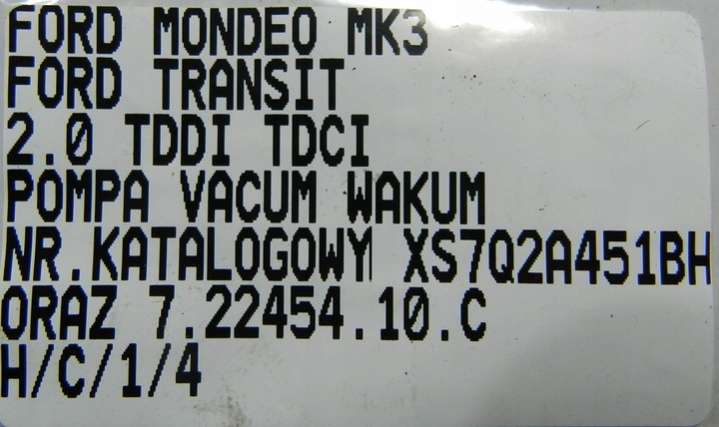 FORD MONDEO MK3
FORD TRANSIT
2.0 TDDI TDCI
POMPA VACUM WAKUM
NR.KATALOGOWY XS7Q2A451BH
ORAZ 7.22454.10.C
H/C/1/4